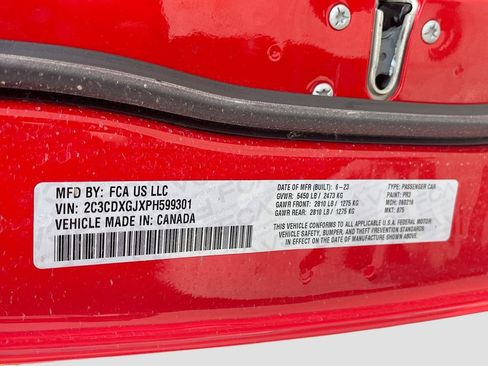 MFD BY: FCA US LLC
VIN: 2C3CDXGJXPH599301
VEHICLE MADE IN: CANADA
DATE OF MFR (BUILT): 6-23
GVWR: 5450 LB / 2473 KG
GAWR FRONT: 2810 LB / 1275 KG
GAWR REAR: 2810 LB / 1275 KG
TYPE: PASSENGER CAR
PAINT: PR3
MDH: 060216
MKT: 875
THIS VEHICLE CONFORMS TO ALL APPLICABLE U.S.A. FEDERAL MOTOR
VEHICLE SAFETY, BUMPER, AND THEFT PREVENTION STANDARDS IN
EFFECT ON THE DATE OF MANUFACTURE SHOWN ABOVE.